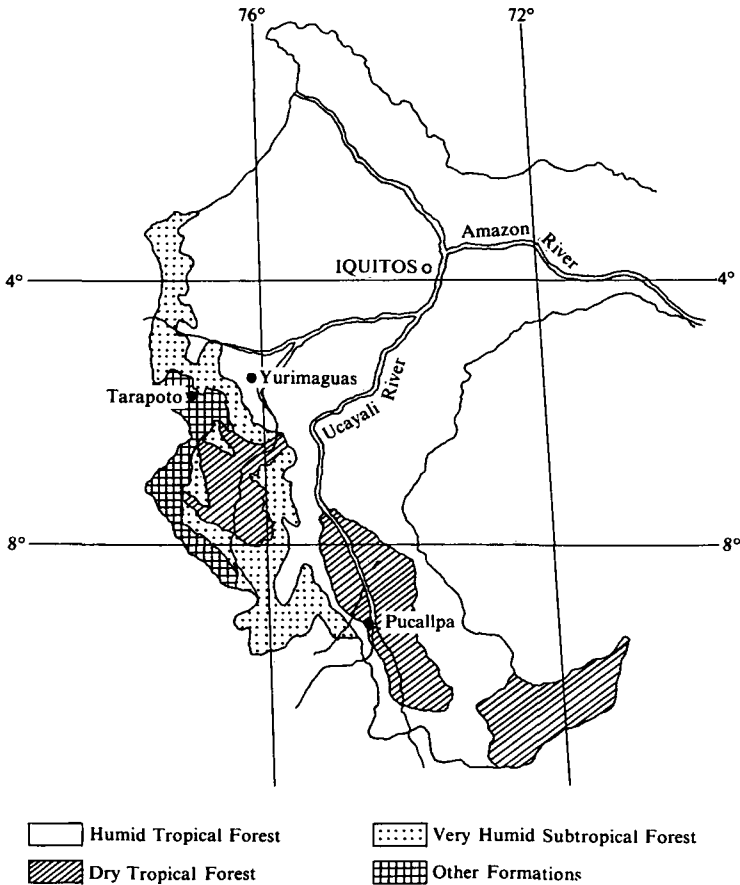 76° 72°
Amazon River
IQUITOS
4° 4°
Yurimaguas
Tarapoto
Ucayali River
8° 8°
Pucallpa
Humid Tropical Forest
Very Humid Subtropical Forest
Dry Tropical Forest
Other Formations